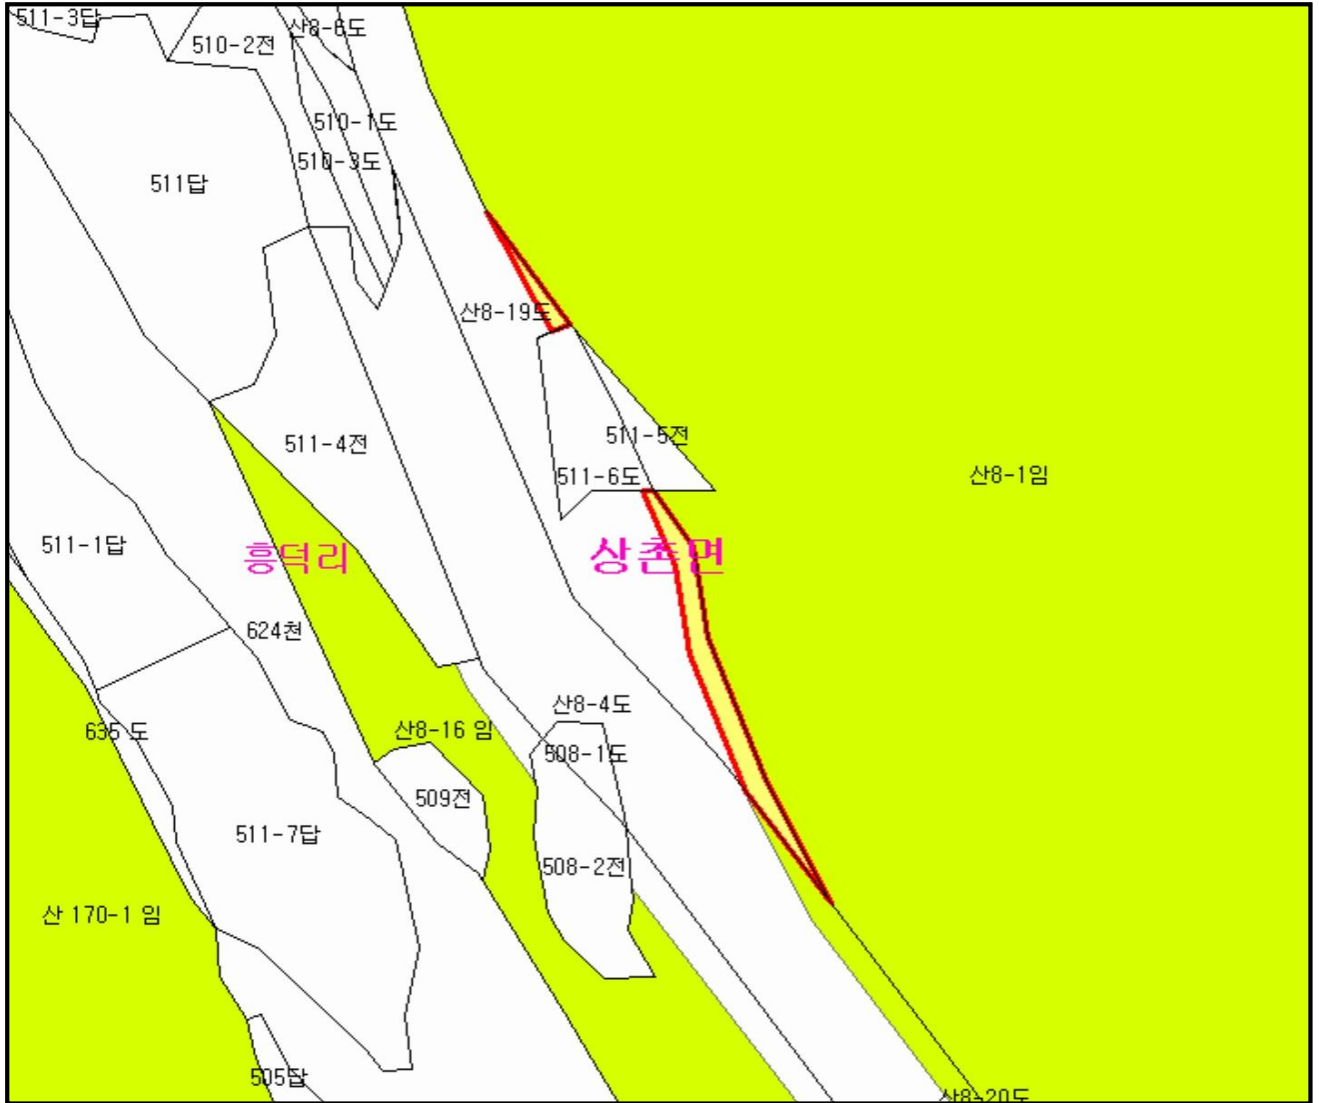 511-3답
산8-6도
510-2전
510-1도
510-3도
511답
산8-19도
511-5전
511-4전
511-6도
산8-1임
511-1답
흥덕리
상촌면
624천
산8-4도
635 도
산8-16 임
508-1도
509전
511-7답
508-2전
산 170-1 임
505답
산8-20도